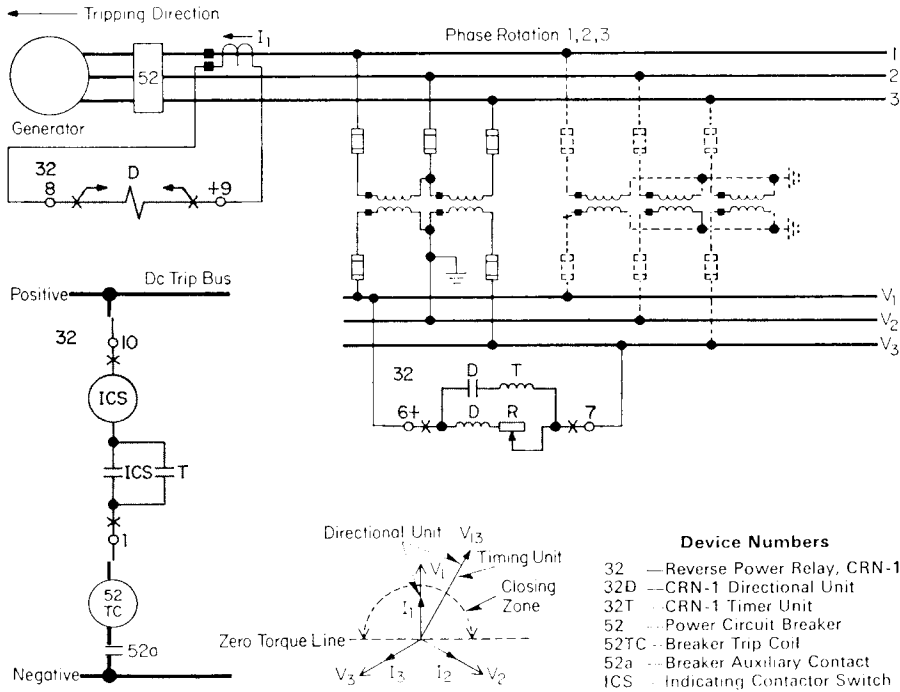 Tripping Direction
I1
Phase Rotation 1,2,3
52
1
2
3
Generator
32
8
D
+9
Dc Trip Bus
Positive
32
10
ICS
ICS
T
1
52
TC
52a
Negative
V1
V2
V3
32
D
T
6+
D
R
7
Directional Unit
V13
Timing Unit
V1
Closing
Zone
I1
Zero Torque Line
V3
I3
I2
V2
Device Numbers
32 — Reverse Power Relay, CRN-1
32D — CRN-1 Directional Unit
32T -- CRN-1 Timer Unit
52 -- Power Circuit Breaker
52TC -- Breaker Trip Coil
52a -- Breaker Auxiliary Contact
ICS -- Indicating Contactor Switch